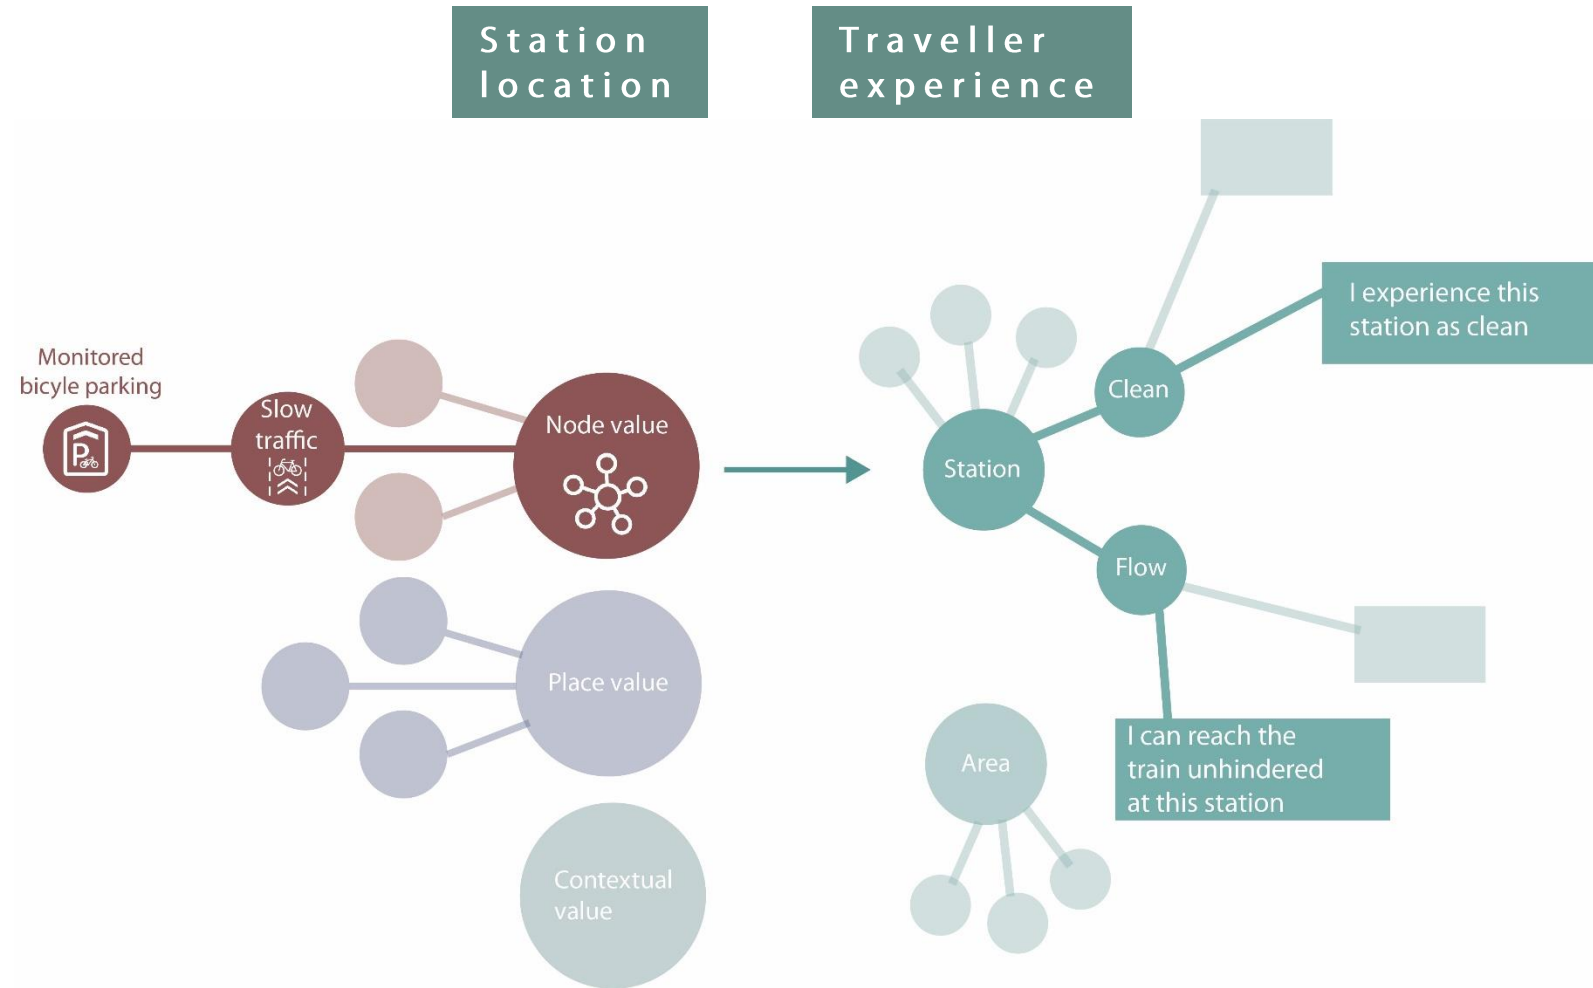 Station
location
Traveller
experience
Monitored
bicyle parking
P
Slow
traffic
Node value
Place value
Contextual
value
Station
Clean
I experience this
station as clean
Flow
I can reach the
train unhindered
at this station
Area